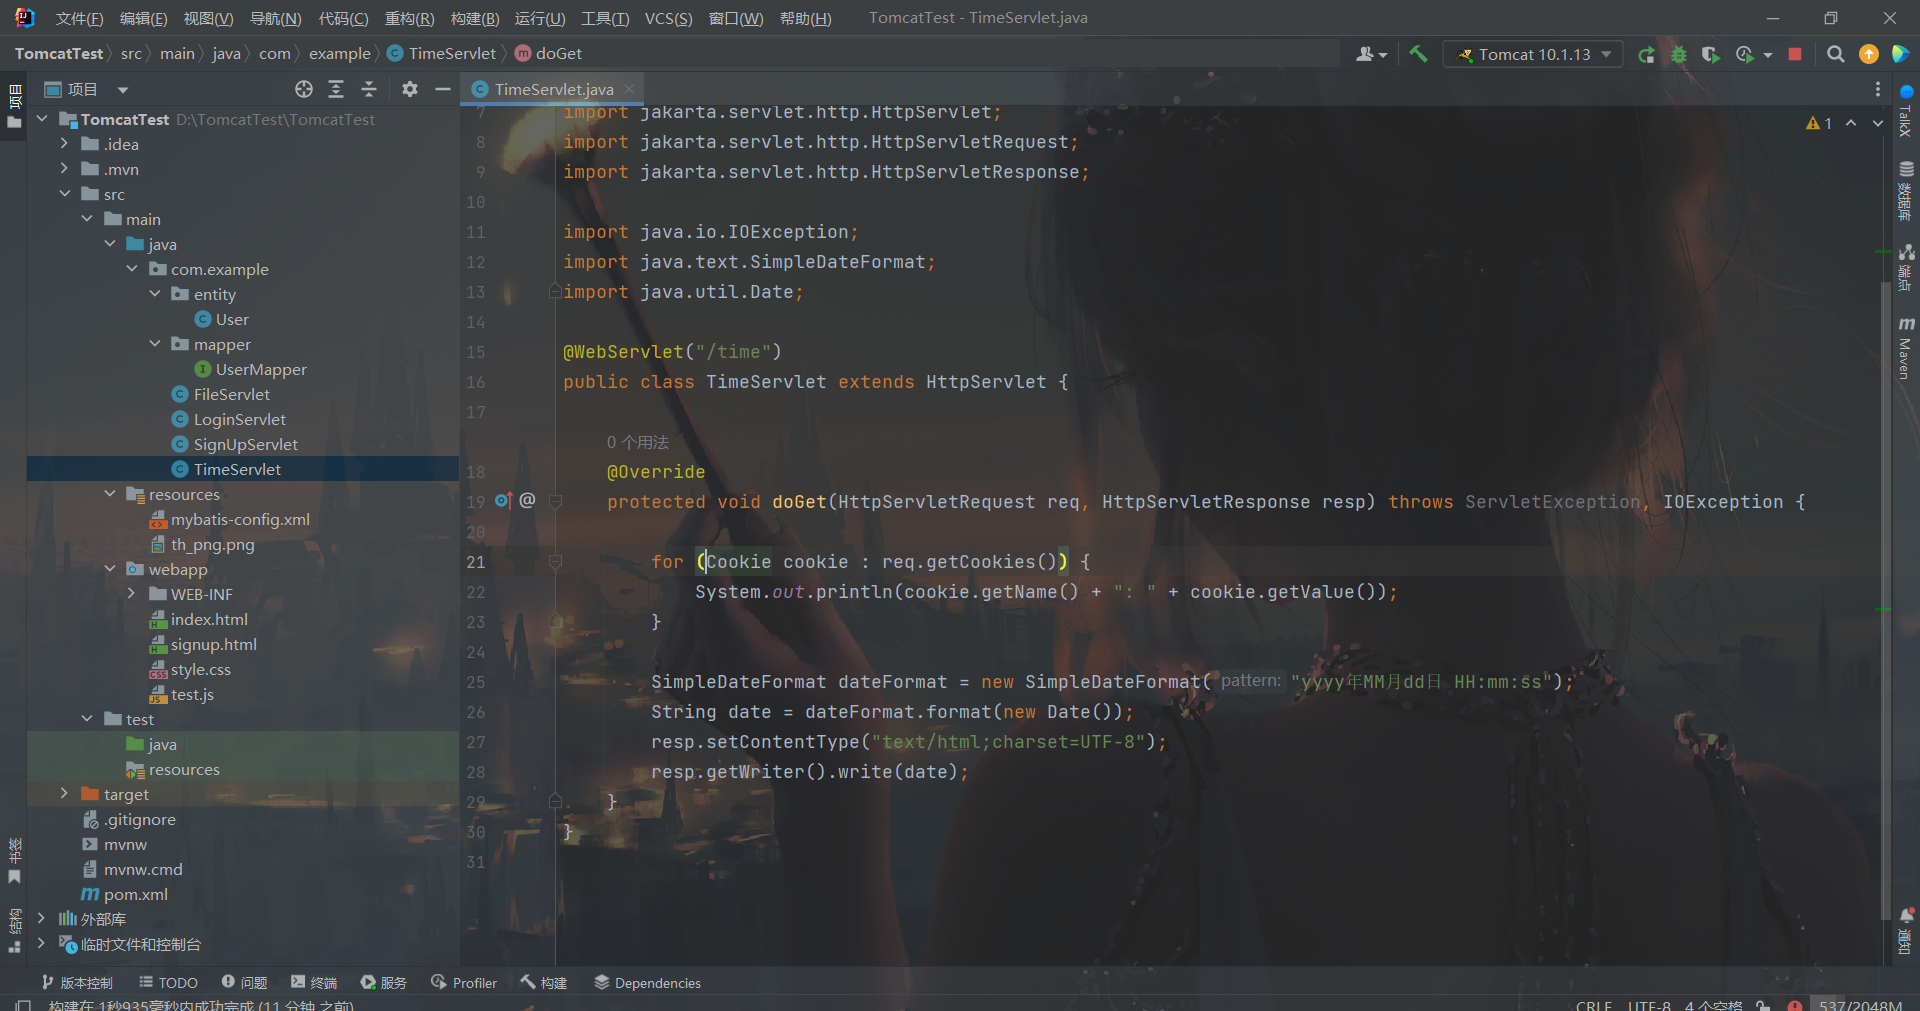 文件(F) 编辑(E) 视图(V) 导航(N) 代码(C) 重构(R) 构建(B) 运行(U) 工具(T) VCS(S) 窗口(W) 帮助(H) TomcatTest - TimeServlet.java
TomcatTest src main java com example TimeServlet doGet Tomcat 10.1.13
项目
项目
TimeServlet.java
TomcatTest D:\TomcatTest\TomcatTest
.idea
.mvn
src
main
java
com.example
entity
User
mapper
UserMapper
FileServlet
LoginServlet
SignUpServlet
TimeServlet
resources
mybatis-config.xml
th_png.png
webapp
WEB-INF
index.html
signup.html
style.css
test.js
test
java
resources
target
.gitignore
mvnw
mvnw.cmd
pom.xml
外部库
临时文件和控制台
书签
结构
7 import jakarta.servlet.http.HttpServlet;
8 import jakarta.servlet.http.HttpServletRequest;
9 import jakarta.servlet.http.HttpServletResponse;
10
11 import java.io.IOException;
12 import java.text.SimpleDateFormat;
13 import java.util.Date;
14
15 @WebServlet("/time")
16 public class TimeServlet extends HttpServlet {
17
0 个用法
18 @Override
19 protected void doGet(HttpServletRequest req, HttpServletResponse resp) throws ServletException, IOException {
20
21 for (Cookie cookie : req.getCookies()) {
22 System.out.println(cookie.getName() + ": " + cookie.getValue());
23 }
24
25 SimpleDateFormat dateFormat = new SimpleDateFormat( pattern: "yyyy年MM月dd日 HH:mm:ss");
26 String date = dateFormat.format(new Date());
27 resp.setContentType("text/html;charset=UTF-8");
28 resp.getWriter().write(date);
29 }
30 }
31
1
TalkX
数据库
端点
Maven
通知
版本控制 TODO 问题 终端 服务 Profiler 构建 Dependencies
构建在 1秒935毫秒内成功完成 (11 分钟 之前) CRLF UTF-8 4 个空格 537/2048M